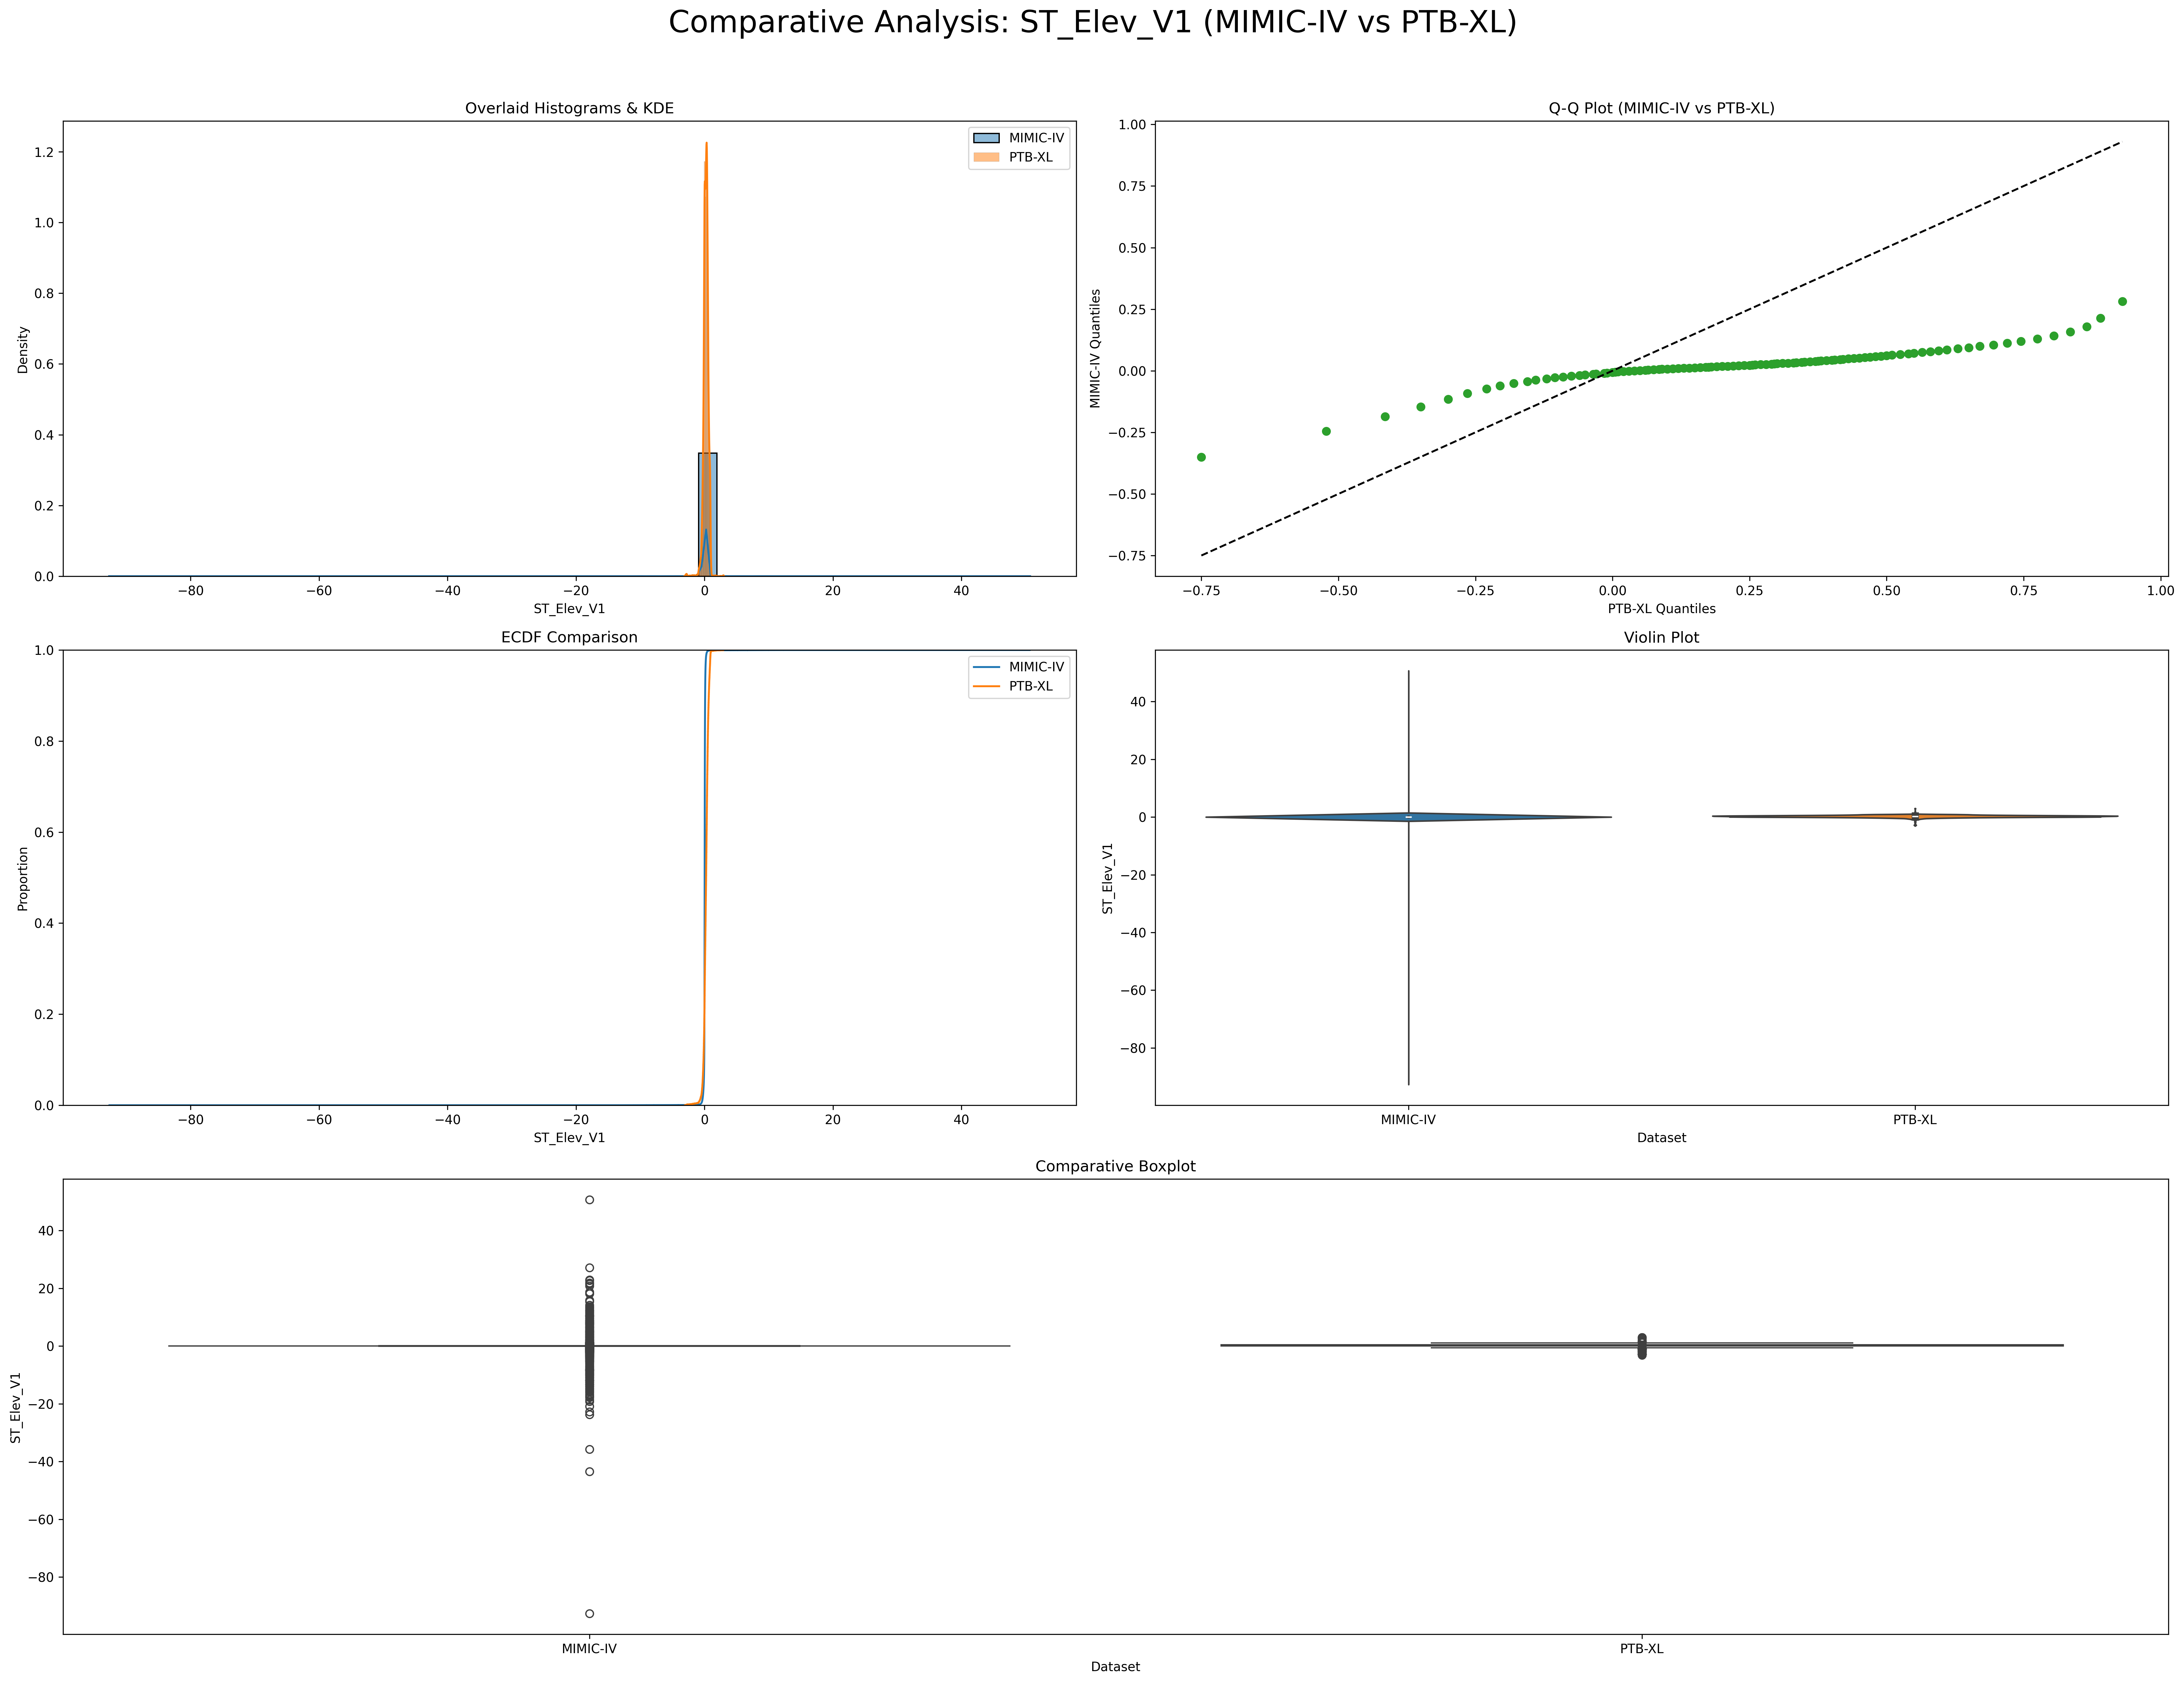 Comparative Analysis: ST_Elev_V1 (MIMIC-IV vs PTB-XL)
Overlaid Histograms & KDE
MIMIC-IV
PTB-XL
1.2
1.0
0.8
0.6
0.4
0.2
0.0
Density
−80 −60 −40 −20 0 20 40
ST_Elev_V1
Q-Q Plot (MIMIC-IV vs PTB-XL)
1.00
0.75
0.50
0.25
0.00
−0.25
−0.50
−0.75
MIMIC-IV Quantiles
−0.75 −0.50 −0.25 0.00 0.25 0.50 0.75 1.00
PTB-XL Quantiles
ECDF Comparison
MIMIC-IV
PTB-XL
1.0
0.8
0.6
0.4
0.2
0.0
Proportion
−80 −60 −40 −20 0 20 40
ST_Elev_V1
Violin Plot
40
20
0
−20
−40
−60
−80
ST_Elev_V1
MIMIC-IV PTB-XL
Dataset
Comparative Boxplot
40
20
0
−20
−40
−60
−80
ST_Elev_V1
MIMIC-IV PTB-XL
Dataset